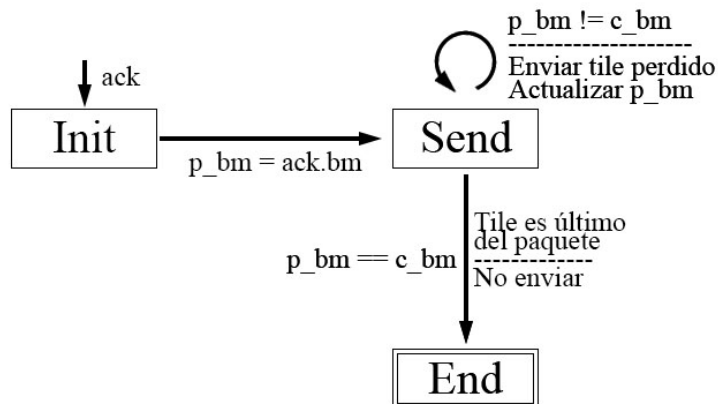 p_bm != c_bm
Enviar tile perdido
Actualizar p_bm
ack
Init
Send
p_bm = ack.bm
Tile es último
del paquete
p_bm == c_bm
No enviar
End